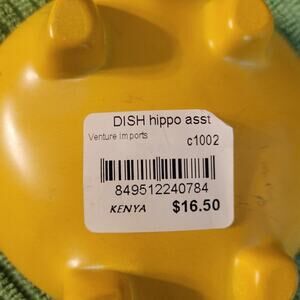 DISH hippo asst
Venture Imports c1002
849512240784
KENYA $16.50